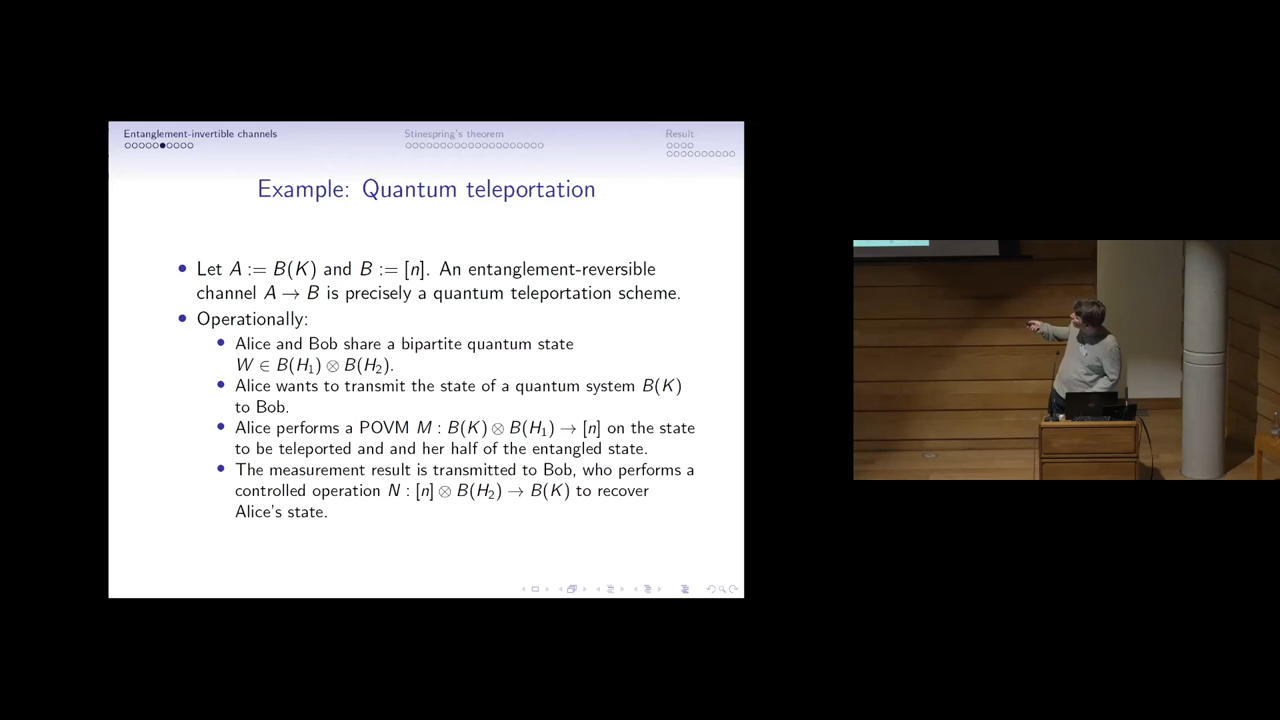 Entanglement-invertible channels
Stinespring's theorem
Result
Example: Quantum teleportation
Let A := B(K) and B := [n]. An entanglement-reversible
channel A → B is precisely a quantum teleportation scheme.
Operationally:
Alice and Bob share a bipartite quantum state
W ∈ B(H₁) ⊗ B(H₂).
Alice wants to transmit the state of a quantum system B(K)
to Bob.
Alice performs a POVM M : B(K) ⊗ B(H₁) → [n] on the state
to be teleported and and her half of the entangled state.
The measurement result is transmitted to Bob, who performs a
controlled operation N : [n] ⊗ B(H₂) → B(K) to recover
Alice's state.